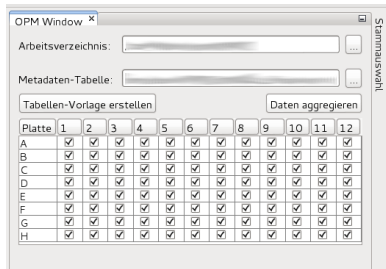 OPM Window ×
Stammauswahl
Arbeitsverzeichnis: ...
Metadaten-Tabelle: ...
Tabellen-Vorlage erstellen Daten aggregieren
Platte 1 2 3 4 5 6 7 8 9 10 11 12
A
B
C
D
E
F
G
H